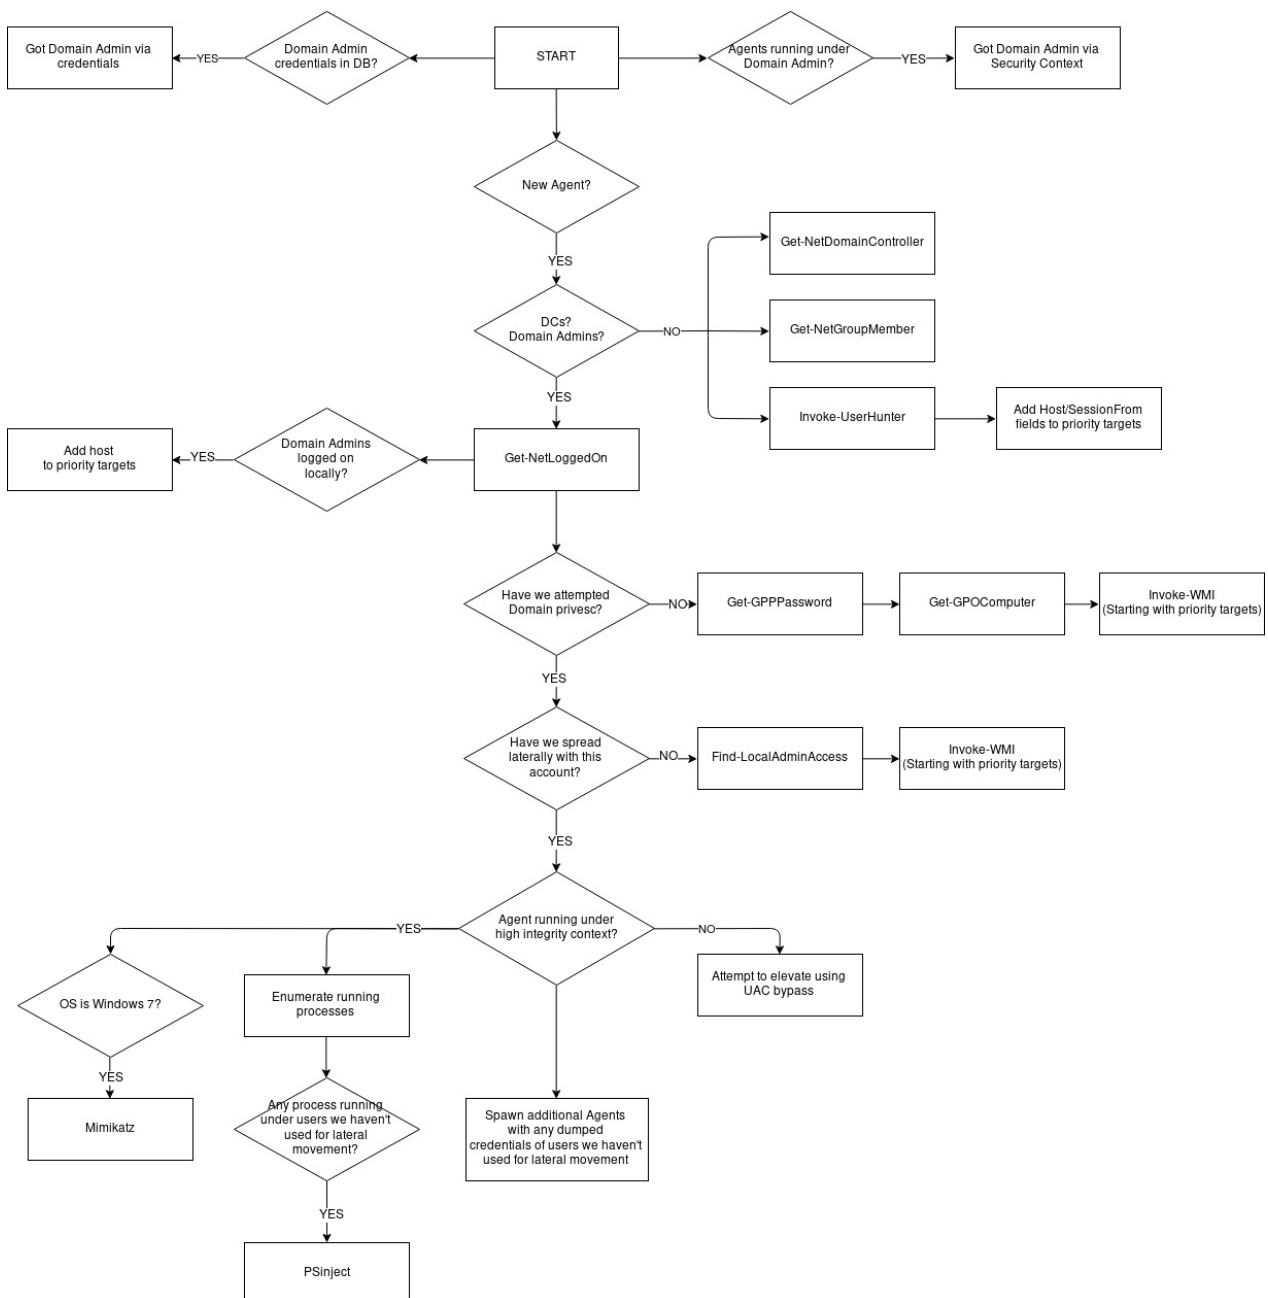 Got Domain Admin via
credentials
YES
Domain Admin
credentials in DB?
START
Agents running under
Domain Admin?
YES
Got Domain Admin via
Security Context
New Agent?
YES
DCs?
Domain Admins?
NO
Get-NetDomainController
Get-NetGroupMember
Invoke-UserHunter
Add Host/SessionFrom
fields to priority targets
YES
Get-NetLoggedOn
Domain Admins
logged on
locally?
YES
Add host
to priority targets
Have we attempted
Domain privesc?
NO
Get-GPPPassword
Get-GPOComputer
Invoke-WMI
(Starting with priority targets)
YES
Have we spread
laterally with this
account?
NO
Find-LocalAdminAccess
Invoke-WMI
(Starting with priority targets)
YES
Agent running under
high integrity context?
YES
NO
Attempt to elevate using
UAC bypass
OS is Windows 7?
YES
Mimikatz
Enumerate running
processes
Any process running
under users we haven't
used for lateral
movement?
YES
PSinject
Spawn additional Agents
with any dumped
credentials of users we haven't
used for lateral movement